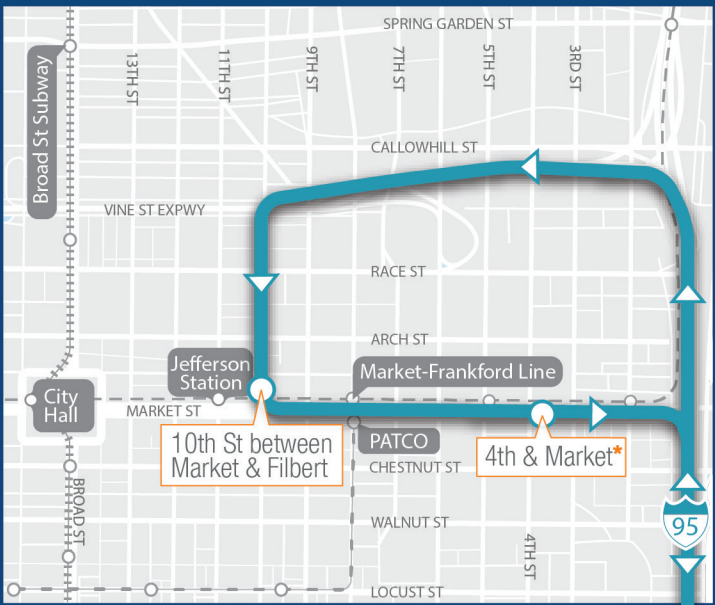 SPRING GARDEN ST
Broad St Subway
13TH ST
11TH ST
9TH ST
7TH ST
5TH ST
3RD ST
CALLOWHILL ST
VINE ST EXPWY
RACE ST
ARCH ST
Jefferson
Station
Market-Frankford Line
City
Hall
MARKET ST
10th St between
Market & Filbert
PATCO
4th & Market*
CHESTNUT ST
BROAD ST
WALNUT ST
4TH ST
95
LOCUST ST